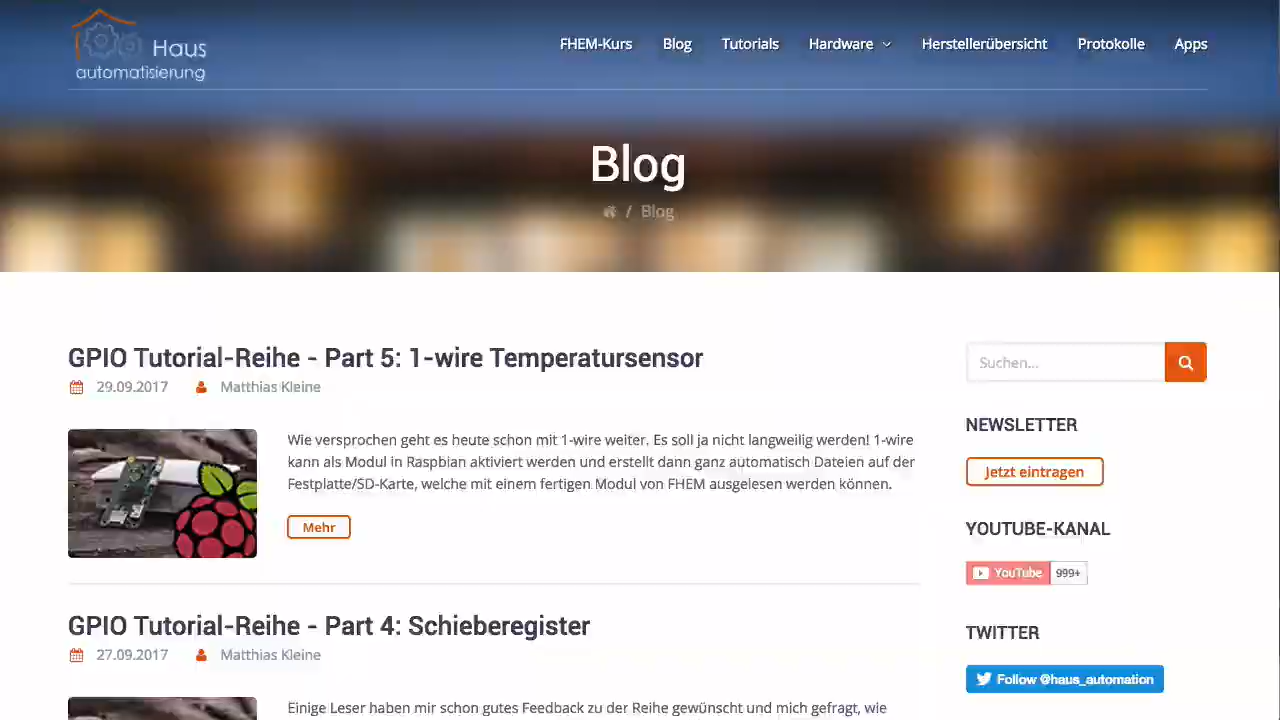 Haus
automatisierung
FHEM-Kurs Blog Tutorials Hardware Herstellerübersicht Protokolle Apps
Blog
/ Blog
GPIO Tutorial-Reihe - Part 5: 1-wire Temperatursensor
29.09.2017 Matthias Kleine
Wie versprochen geht es heute schon mit 1-wire weiter. Es soll ja nicht langweilig werden! 1-wire
kann als Modul in Raspbian aktiviert werden und erstellt dann ganz automatisch Dateien auf der
Festplatte/SD-Karte, welche mit einem fertigen Modul von FHEM ausgelesen werden können.
Mehr
GPIO Tutorial-Reihe - Part 4: Schieberegister
27.09.2017 Matthias Kleine
Einige Leser haben mir schon gutes Feedback zu der Reihe gewünscht und mich gefragt, wie
Suchen...
NEWSLETTER
Jetzt eintragen
YOUTUBE-KANAL
YouTube 999+
TWITTER
Follow @haus_automation